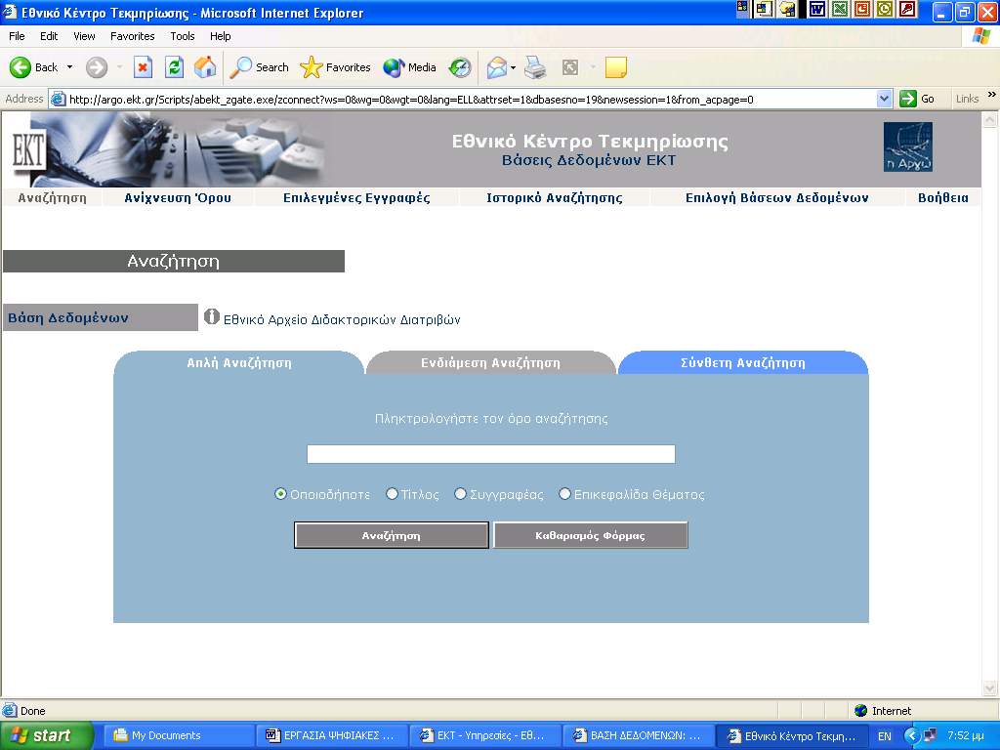 Εθνικό Κέντρο Τεκμηρίωσης - Microsoft Internet Explorer
File Edit View Favorites Tools Help
Back Search Favorites Media
Address http://argo.ekt.gr/Scripts/abekt_zgate.exe/zconnect?ws=0&wg=0&wgt=0&lang=ELL&attrset=1&dbasesno=19&newsession=1&from_acpage=0 Go Links »
EKT
Εθνικό Κέντρο Τεκμηρίωσης
Βάσεις Δεδομένων ΕΚΤ
η Αργώ
Αναζήτηση Ανίχνευση Όρου Επιλεγμένες Εγγραφές Ιστορικό Αναζήτησης Επιλογή Βάσεων Δεδομένων Βοήθεια
Αναζήτηση
Βάση Δεδομένων Εθνικό Αρχείο Διδακτορικών Διατριβών
Απλή Αναζήτηση Ενδιάμεση Αναζήτηση Σύνθετη Αναζήτηση
Πληκτρολογήστε τον όρο αναζήτησης
Οποιοδήποτε Τίτλος Συγγραφέας Επικεφαλίδα Θέματος
Αναζήτηση Καθαρισμός Φόρμας
Done Internet
start My Documents ΕΡΓΑΣΙΑ ΨΗΦΙΑΚΕΣ ... ΕΚΤ - Υπηρεσίες - Εθ... ΒΑΣΗ ΔΕΔΟΜΕΝΩΝ: ... Εθνικό Κέντρο Τεκμη... EN 7:52 μμ